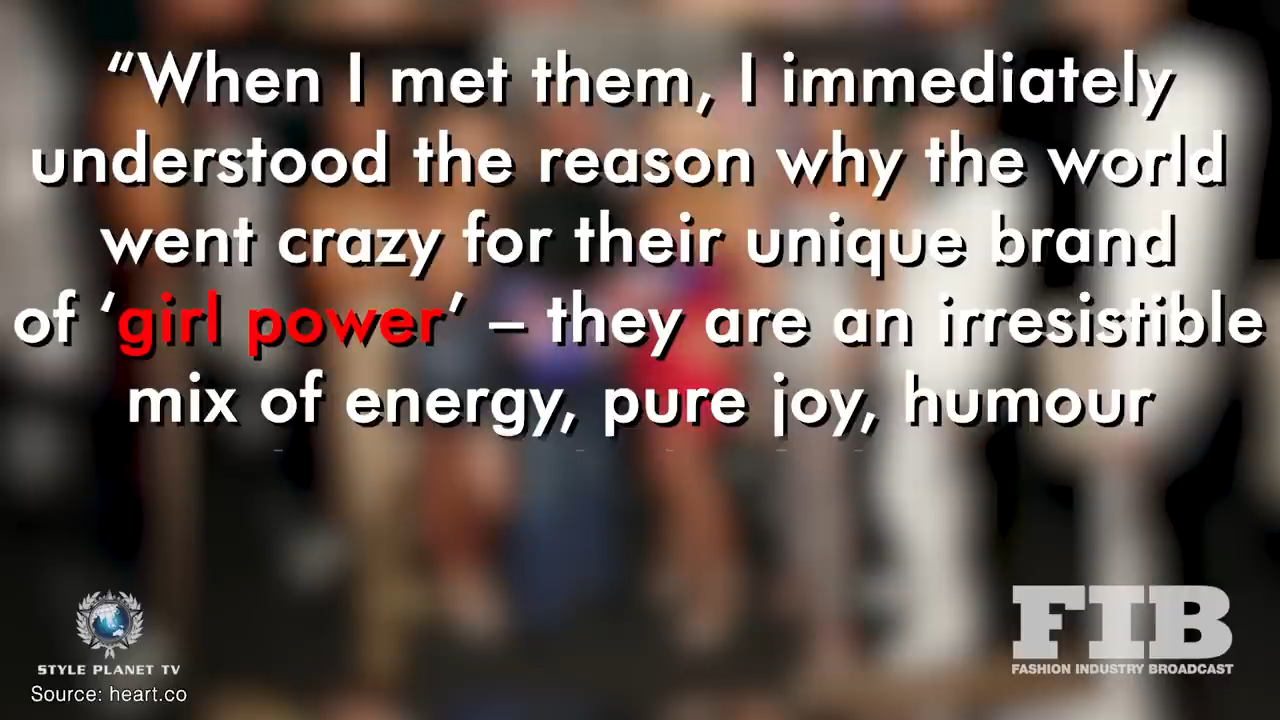 “When I met them, I immediately
understood the reason why the world
went crazy for their unique brand
of ‘girl power’ – they are an irresistible
mix of energy, pure joy, humour
STYLE PLANET TV
Source: heart.co
FIB
FASHION INDUSTRY BROADCAST